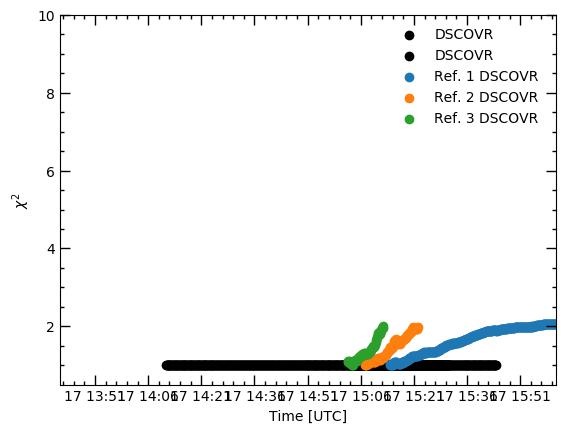 10
8
6
4
2
χ²
DSCOVR
DSCOVR
Ref. 1 DSCOVR
Ref. 2 DSCOVR
Ref. 3 DSCOVR
17 13:51 17 14:06 17 14:21 17 14:36 17 14:51 17 15:06 17 15:21 17 15:36 17 15:51
Time [UTC]